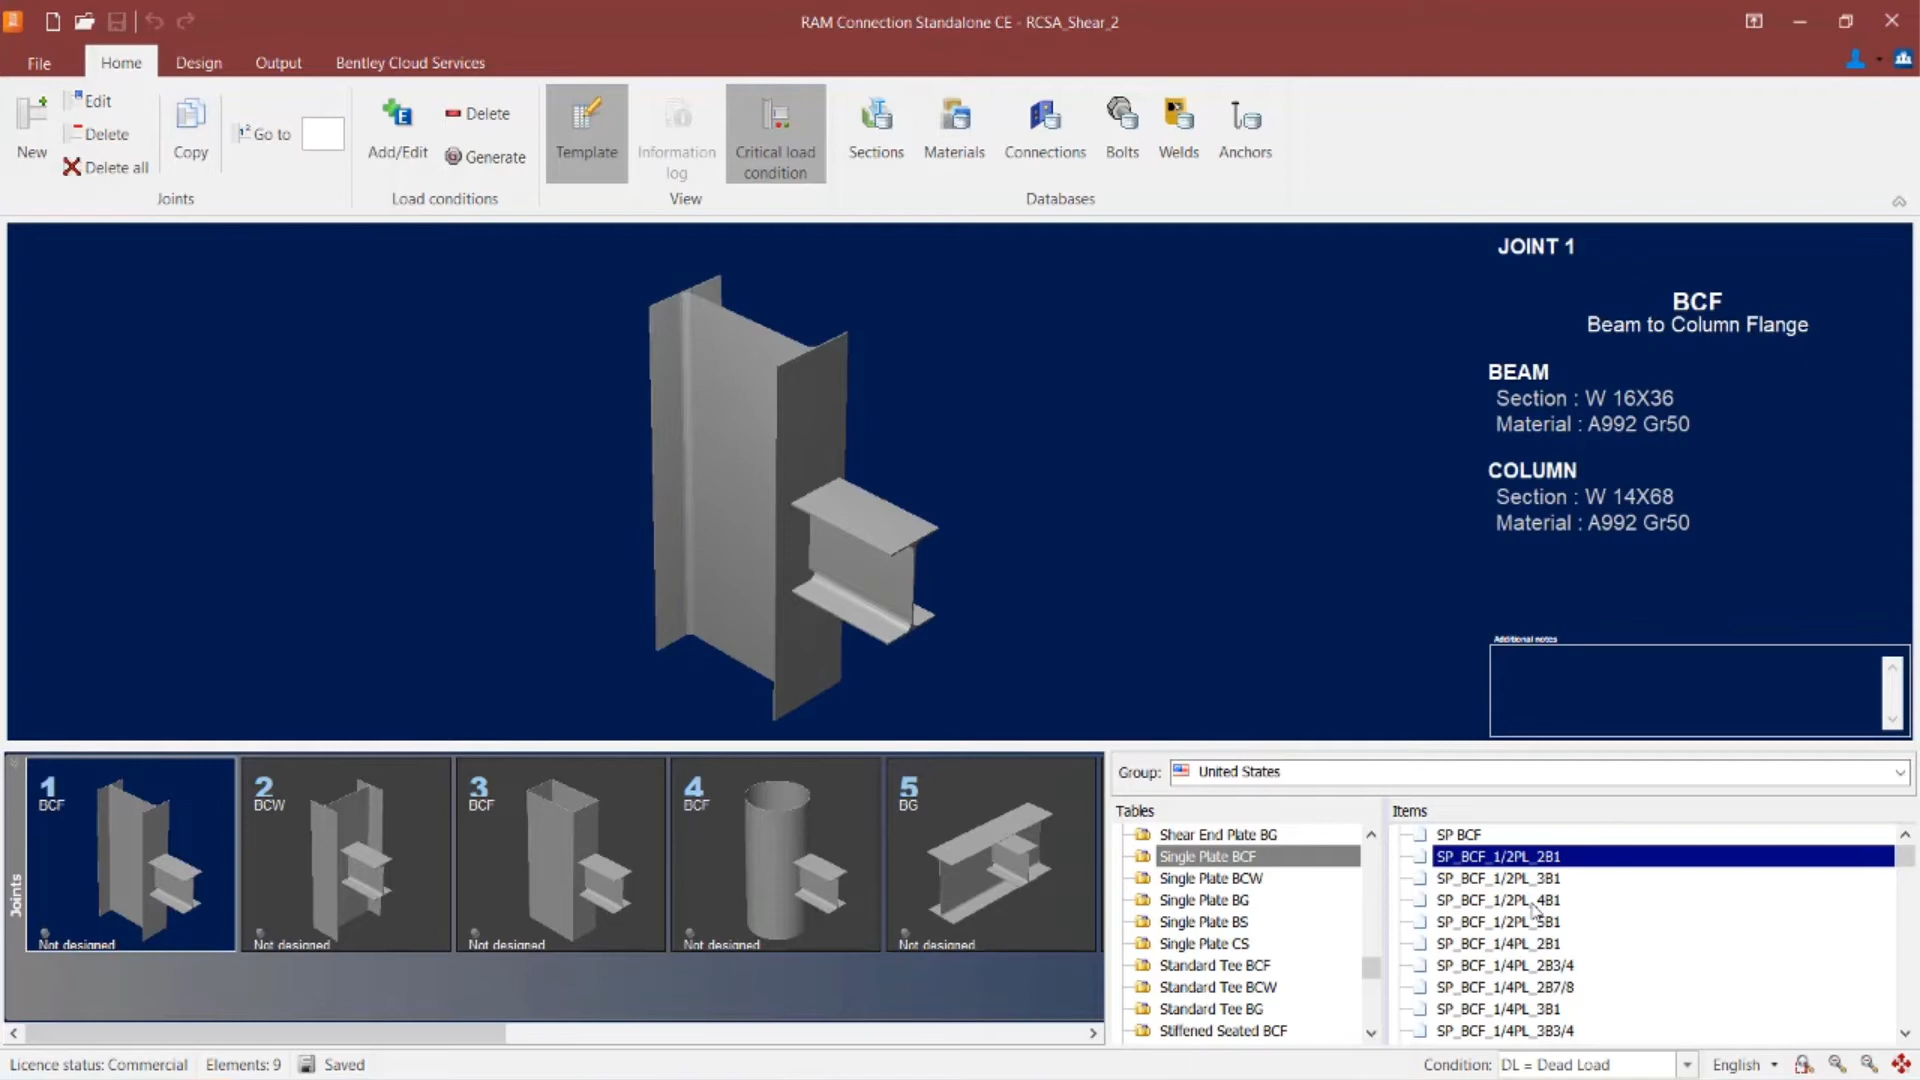 RAM Connection Standalone CE - RCSA_Shear_2
File
Home
Design
Output
Bentley Cloud Services
New
Edit
Delete
Delete all
Copy
Go to
Joints
Add/Edit
Delete
Generate
Load conditions
Template
Information log
Critical load condition
View
Sections
Materials
Connections
Bolts
Welds
Anchors
Databases
JOINT 1
BCF
Beam to Column Flange
BEAM
Section : W 16X36
Material : A992 Gr50
COLUMN
Section : W 14X68
Material : A992 Gr50
Additional notes
Joints
1
BCF
Not designed
2
BCW
Not designed
3
BCF
Not designed
4
BCF
Not designed
5
BG
Not designed
Group:
United States
Tables
Shear End Plate BG
Single Plate BCF
Single Plate BCW
Single Plate BG
Single Plate BS
Single Plate CS
Standard Tee BCF
Standard Tee BCW
Standard Tee BG
Stiffened Seated BCF
Items
SP BCF
SP_BCF_1/2PL_2B1
SP_BCF_1/2PL_3B1
SP_BCF_1/2PL_4B1
SP_BCF_1/2PL_5B1
SP_BCF_1/4PL_2B1
SP_BCF_1/4PL_2B3/4
SP_BCF_1/4PL_2B7/8
SP_BCF_1/4PL_3B1
SP_BCF_1/4PL_3B3/4
Licence status: Commercial
Elements: 9
Saved
Condition:
DL = Dead Load
English